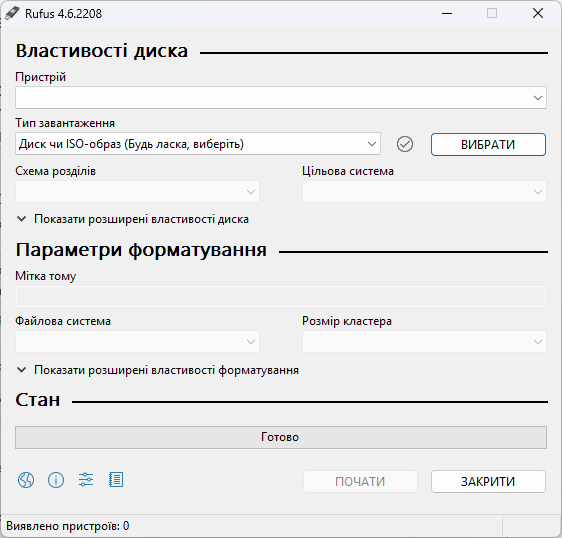 Rufus 4.6.2208
Властивості диска
Пристрій
Тип завантаження
Диск чи ISO-образ (Будь ласка, виберіть)
ВИБРАТИ
Схема розділів
Цільова система
Показати розширені властивості диска
Параметри форматування
Мітка тому
Файлова система
Розмір кластера
Показати розширені властивості форматування
Стан
Готово
ПОЧАТИ
ЗАКРИТИ
Виявлено пристроїв: 0